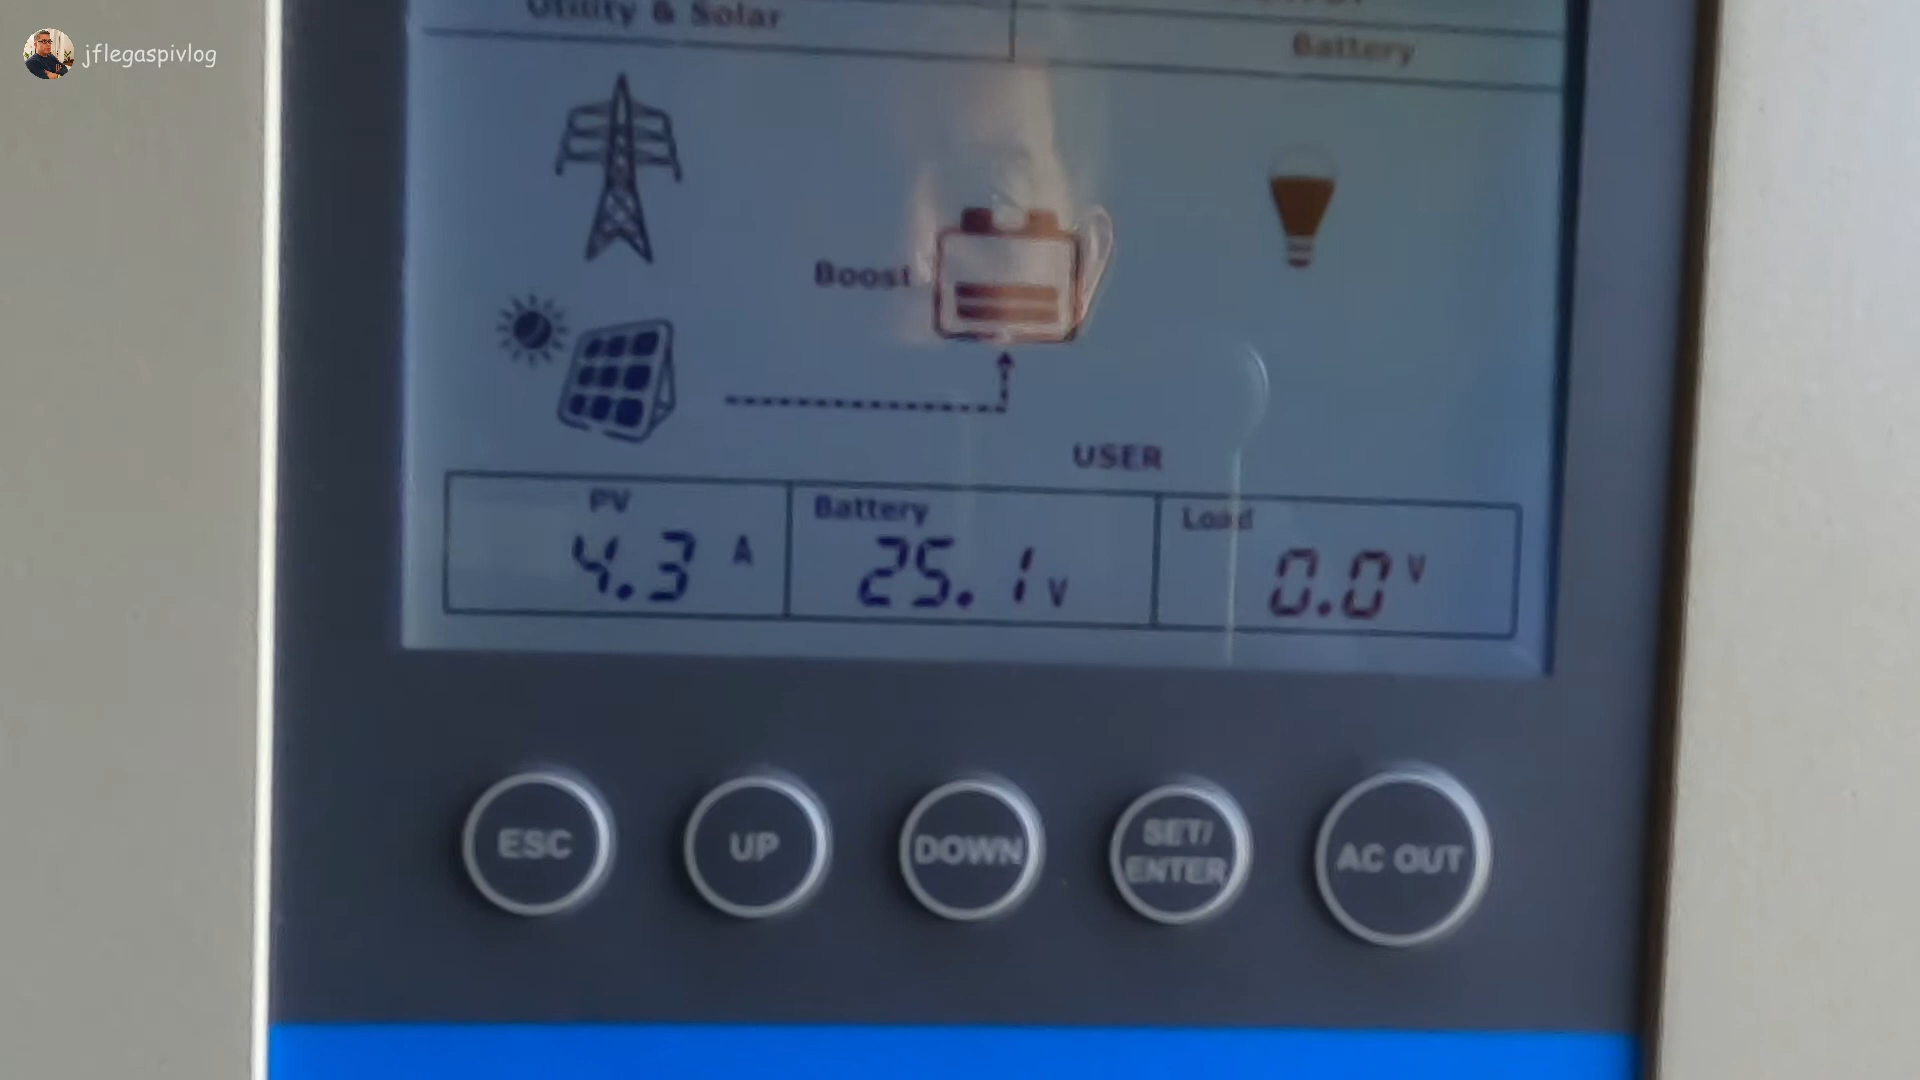 jflegaspivlog
Utility & Solar
Battery
Boost
USER
PV
4.3 A
Battery
25.1 V
Load
0.0 V
ESC
UP
DOWN
SET/
ENTER
AC OUT